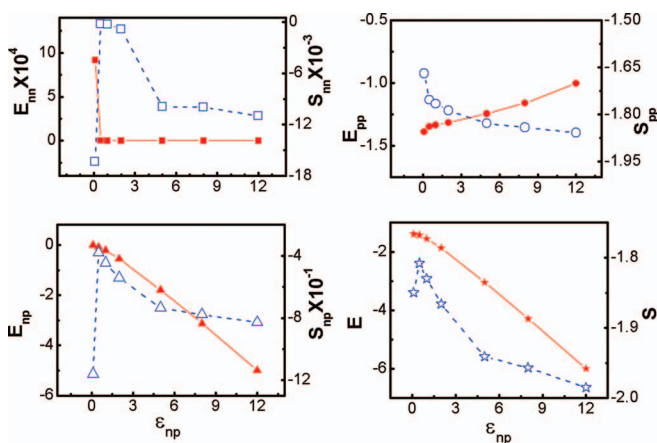 E_nn X10^4
10
5
0
0
-6
-12
-18
S_nn X10^-3
0 3 6 9 12
E_pp
-0.5
-1.0
-1.5
-1.50
-1.65
-1.80
-1.95
S_pp
0 3 6 9 12
E_np
0
-2
-4
-6
-4
-8
-12
S_np X10^-1
0 3 6 9 12
ε_np
E
-2
-4
-6
-1.8
-1.9
-2.0
S
0 3 6 9 12
ε_np